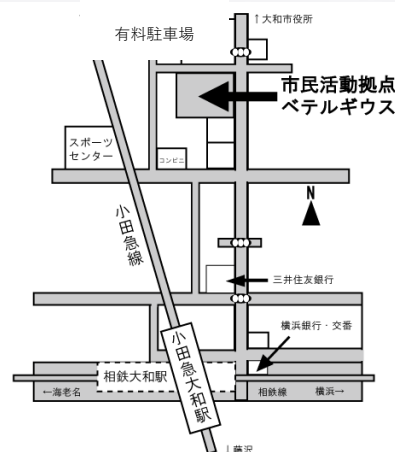 ↑大和市役所
有料駐車場
市民活動拠点
ベテルギウス
スポーツ
センター
コンビニ
N
小田急線
三井住友銀行
横浜銀行・交番
小田急大和駅
相鉄大和駅
←海老名
相鉄線
横浜→
↓藤沢